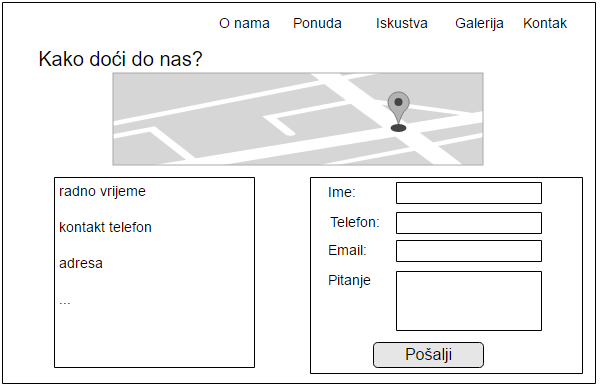 O nama Ponuda Iskustva Galerija Kontak
Kako doći do nas?
radno vrijeme
kontakt telefon
adresa
...
Ime:
Telefon:
Email:
Pitanje
Pošalji